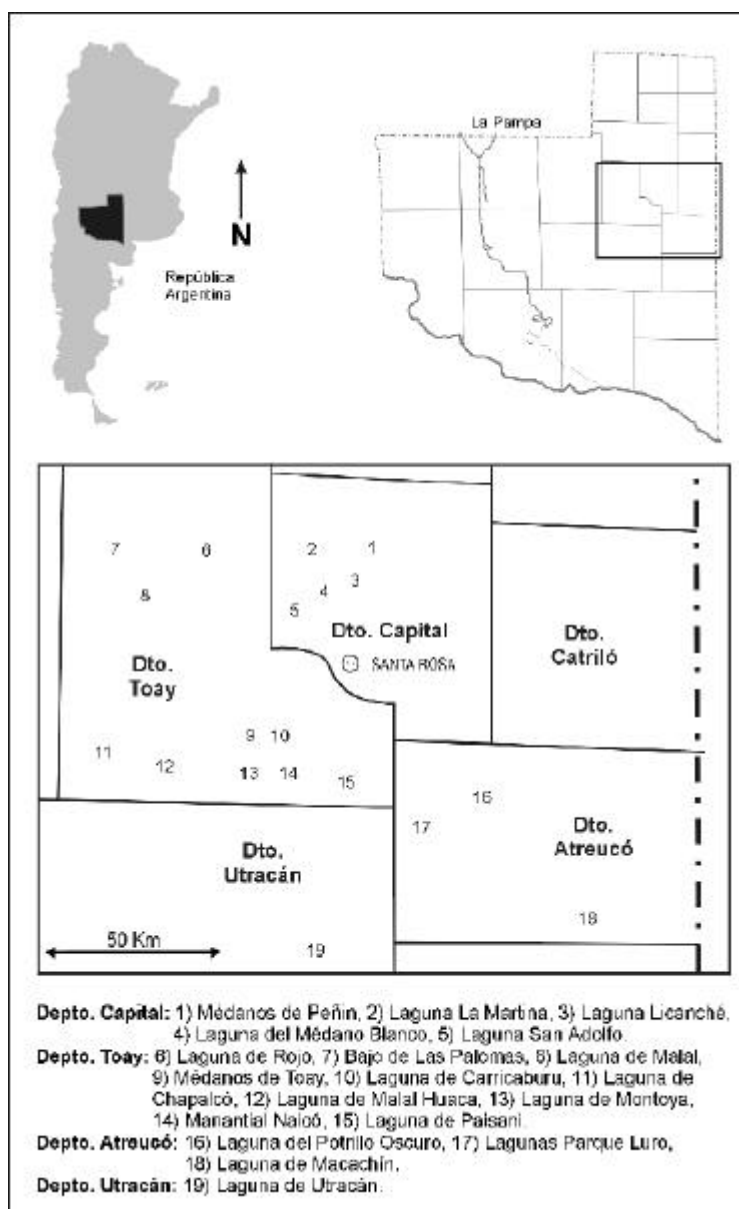 La Pampa
N
República
Argentina
7 6 2 1
3
8 4
5
Dto. Capital
Dto.
Catriló
SANTA ROSA
Dto.
Toay
9 10
11 12 13 14 15
16
17
Dto.
Atreucó
Dto.
Utracán
18
50 Km
19
Depto. Capital: 1) Médanos de Peñin, 2) Laguna La Martina, 3) Laguna Licanché,
4) Laguna del Médano Blanco, 5) Laguna San Adolfo.
Depto. Toay: 6) Laguna de Rojo, 7) Bajo de Las Palomas, 8) Laguna de Malal,
9) Médanos de Toay, 10) Laguna de Carricaburu, 11) Laguna de
Chapalcó, 12) Laguna de Malal Huaca, 13) Laguna de Montoya,
14) Manantial Naicó, 15) Laguna de Paisani.
Depto. Atreucó: 16) Laguna del Potrillo Oscuro, 17) Lagunas Parque Luro,
18) Laguna de Macachín.
Depto. Utracán: 19) Laguna de Utracán.